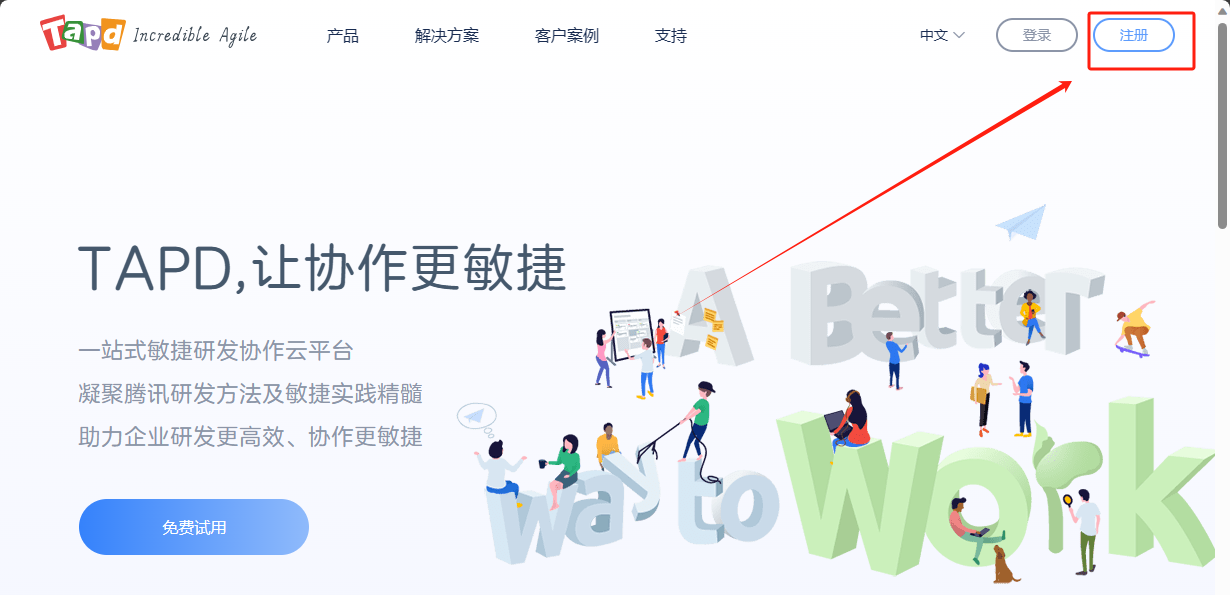 Tapd Incredible Agile 产品 解决方案 客户案例 支持 中文 登录 注册
TAPD,让协作更敏捷
一站式敏捷研发协作云平台
凝聚腾讯研发方法及敏捷实践精髓
助力企业研发更高效、协作更敏捷
免费试用
A Better
way to Work